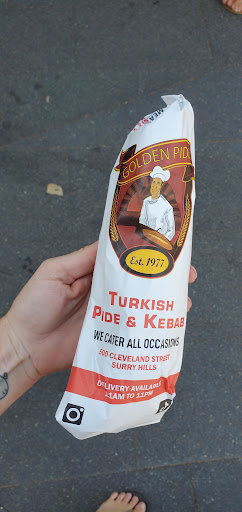 GOLDEN PIDE
Est. 1977
TURKISH
PIDE & KEBAB
WE CATER ALL OCCASIONS
500 CLEVELAND STREET
SURRY HILLS
DELIVERY AVAILABLE
11AM TO 11PM